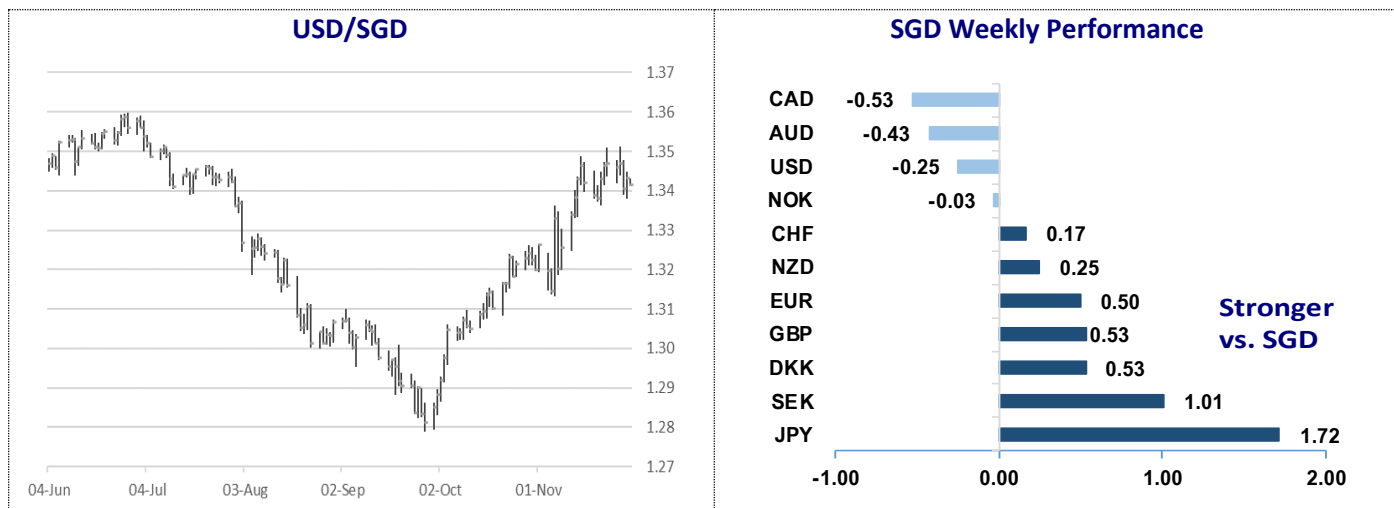 USD/SGD
1.37
1.36
1.35
1.34
1.33
1.32
1.31
1.30
1.29
1.28
1.27
04-Jun 04-Jul 03-Aug 02-Sep 02-Oct 01-Nov
SGD Weekly Performance
CAD -0.53
AUD -0.43
USD -0.25
NOK -0.03
CHF 0.17
NZD 0.25
EUR 0.50
GBP 0.53
DKK 0.53
SEK 1.01
JPY 1.72
Stronger
vs. SGD
-1.00 0.00 1.00 2.00